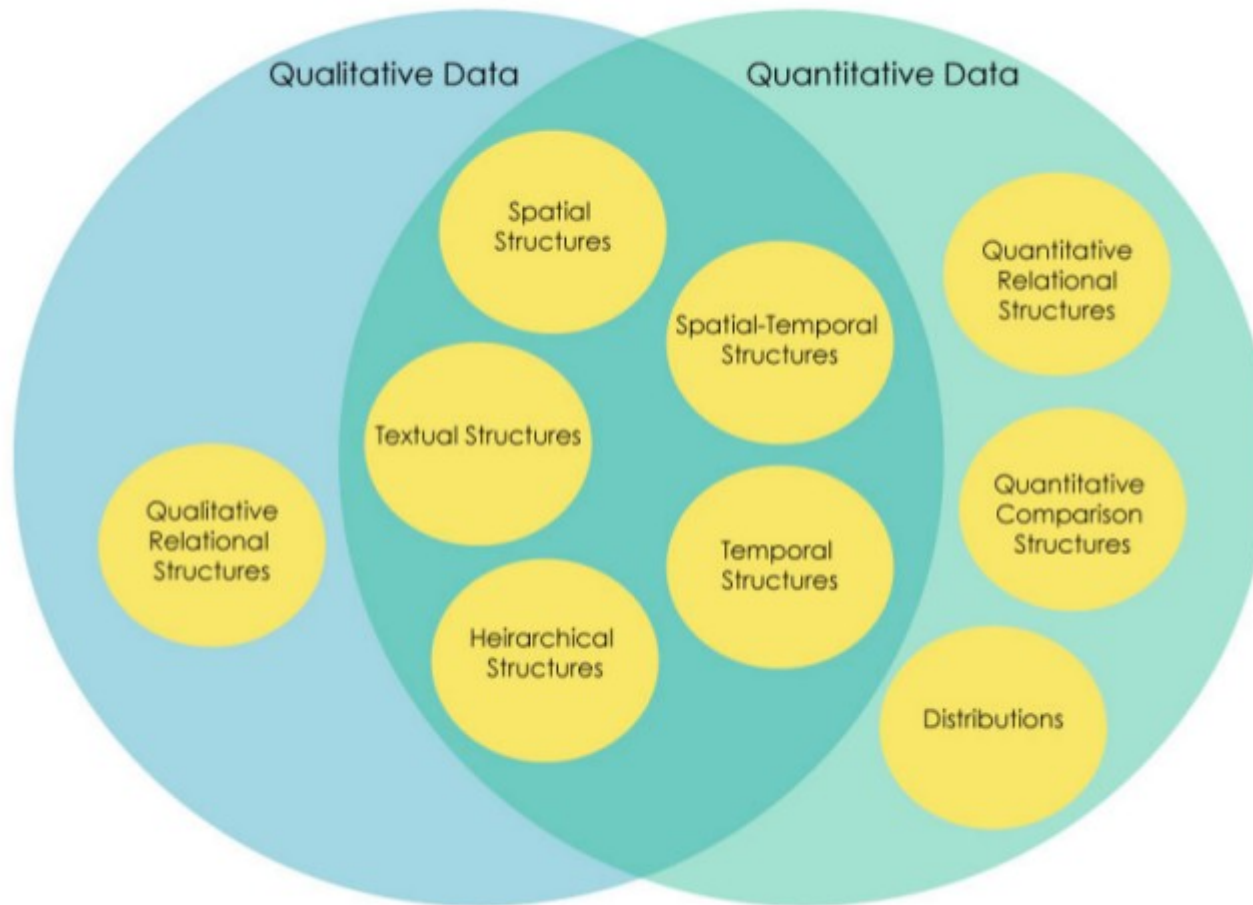 Qualitative Data
Quantitative Data
Spatial
Structures
Spatial-Temporal
Structures
Textual Structures
Qualitative
Relational
Structures
Heirarchical
Structures
Temporal
Structures
Quantitative
Relational
Structures
Quantitative
Comparison
Structures
Distributions